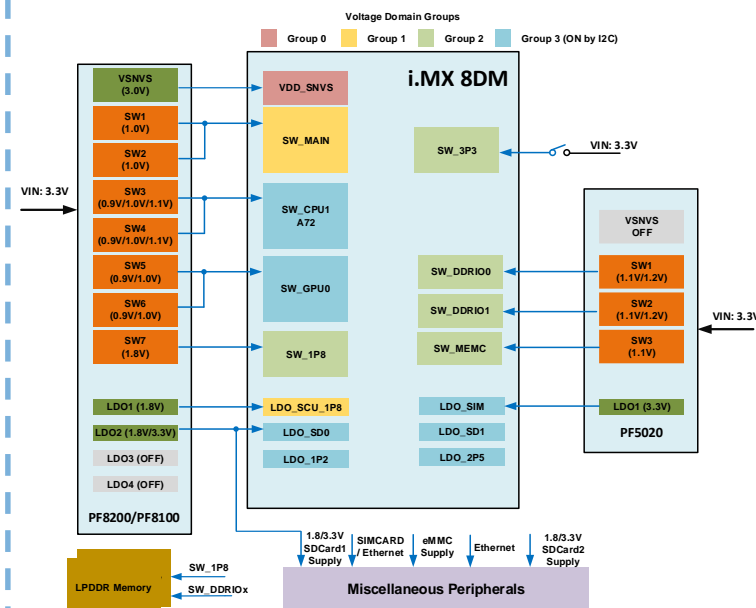 Voltage Domain Groups
Group 0
Group 1
Group 2
Group 3 (ON by I2C)
i.MX 8DM
VIN: 3.3V
VSNVS
(3.0V)
SW1
(1.0V)
SW2
(1.0V)
SW3
(0.9V/1.0V/1.1V)
SW4
(0.9V/1.0V/1.1V)
SW5
(0.9V/1.0V)
SW6
(0.9V/1.0V)
SW7
(1.8V)
LDO1 (1.8V)
LDO2 (1.8V/3.3V)
LDO3 (OFF)
LDO4 (OFF)
PF8200/PF8100
VDD_SNVS
SW_MAIN
SW_CPU1
A72
SW_GPU0
SW_1P8
LDO_SCU_1P8
LDO_SD0
LDO_1P2
SW_3P3
SW_DDRIO0
SW_DDRIO1
SW_MEMC
LDO_SIM
LDO_SD1
LDO_2P5
VIN: 3.3V
VSNVS
OFF
SW1
(1.1V/1.2V)
SW2
(1.1V/1.2V)
SW3
(1.1V)
LDO1 (3.3V)
PF5020
VIN: 3.3V
1.8/3.3V
SDCard1
Supply
SIMCARD
/ Ethernet
eMMC
Supply
Ethernet
1.8/3.3V
SDCard2
Supply
LPDDR Memory
SW_1P8
SW_DDRIOx
Miscellaneous Peripherals